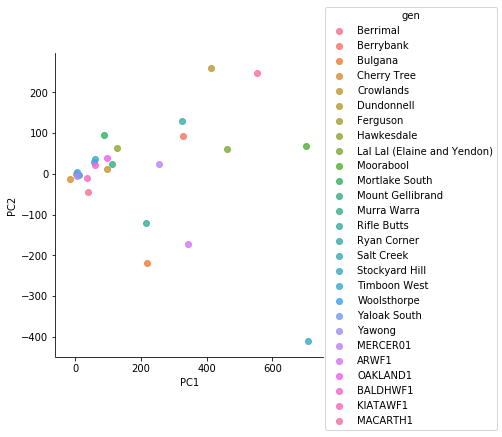 gen
Berrimal
Berrybank
Bulgana
Cherry Tree
Crowlands
Dundonnell
Ferguson
Hawkesdale
Lal Lal (Elaine and Yendon)
Moorabool
Mortlake South
Mount Gellibrand
Murra Warra
Rifle Butts
Ryan Corner
Salt Creek
Stockyard Hill
Timboon West
Woolsthorpe
Yaloak South
Yawong
MERCER01
ARWF1
OAKLAND1
BALDHWF1
KIATAWF1
MACARTH1
PC2
200
100
0
−100
−200
−300
−400
0 200 400 600
PC1